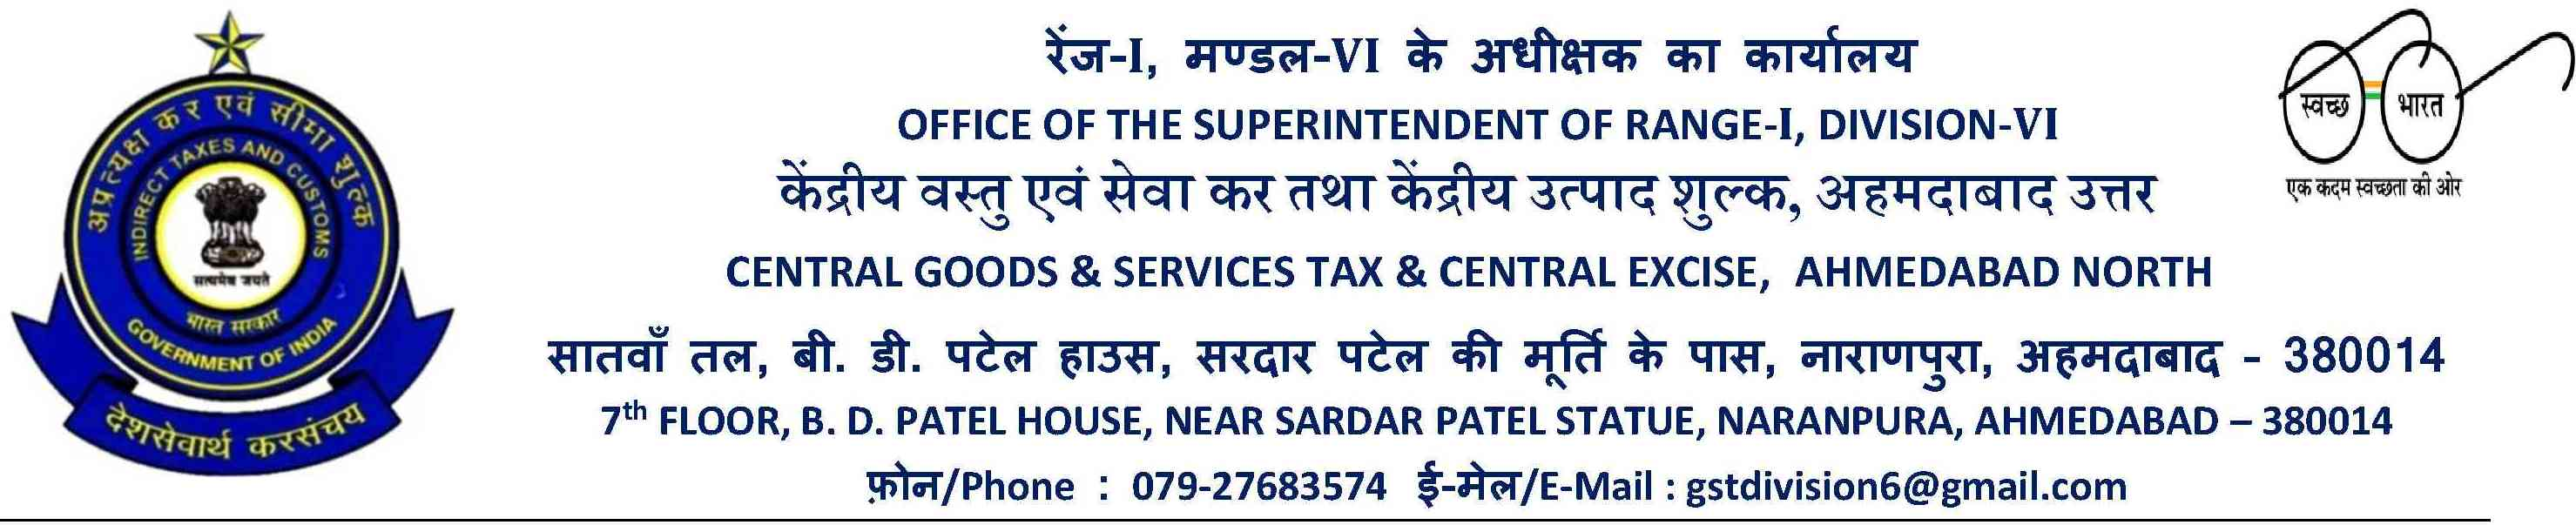 अप्रत्यक्ष कर एवं सीमा शुल्क
INDIRECT TAXES AND CUSTOMS
सत्यमेव जयते
भारत सरकार
GOVERNMENT OF INDIA
देशसेवार्थ करसंचय
रेंज-I, मण्डल-VI के अधीक्षक का कार्यालय
OFFICE OF THE SUPERINTENDENT OF RANGE-I, DIVISION-VI
केंद्रीय वस्तु एवं सेवा कर तथा केंद्रीय उत्पाद शुल्क, अहमदाबाद उत्तर
CENTRAL GOODS & SERVICES TAX & CENTRAL EXCISE, AHMEDABAD NORTH
सातवाँ तल, बी. डी. पटेल हाउस, सरदार पटेल की मूर्ति के पास, नाराणपुरा, अहमदाबाद - 380014
7th FLOOR, B. D. PATEL HOUSE, NEAR SARDAR PATEL STATUE, NARANPURA, AHMEDABAD – 380014
फ़ोन/Phone : 079-27683574 ई-मेल/E-Mail : gstdivision6@gmail.com
स्वच्छ भारत
एक कदम स्वच्छता की ओर